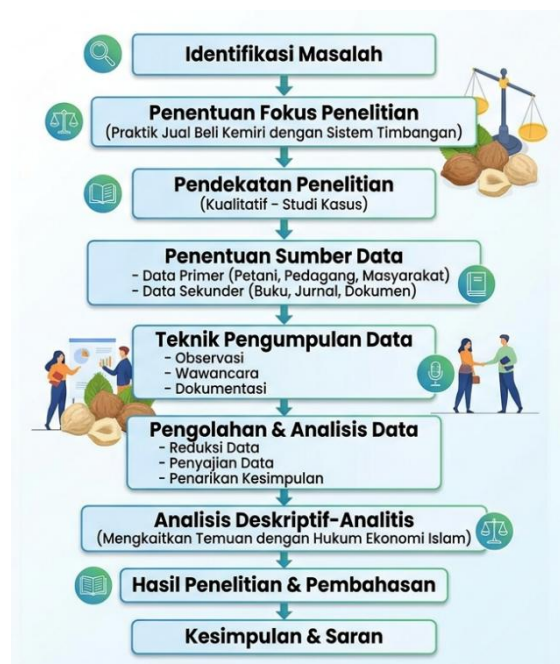 Identifikasi Masalah
Penentuan Fokus Penelitian
(Praktik Jual Beli Kemiri dengan Sistem Timbangan)
Pendekatan Penelitian
(Kualitatif – Studi Kasus)
Penentuan Sumber Data
- Data Primer (Petani, Pedagang, Masyarakat)
- Data Sekunder (Buku, Jurnal, Dokumen)
Teknik Pengumpulan Data
- Observasi
- Wawancara
- Dokumentasi
Pengolahan & Analisis Data
- Reduksi Data
- Penyajian Data
- Penarikan Kesimpulan
Analisis Deskriptif-Analitis
(Mengkaitkan Temuan dengan Hukum Ekonomi Islam)
Hasil Penelitian & Pembahasan
Kesimpulan & Saran